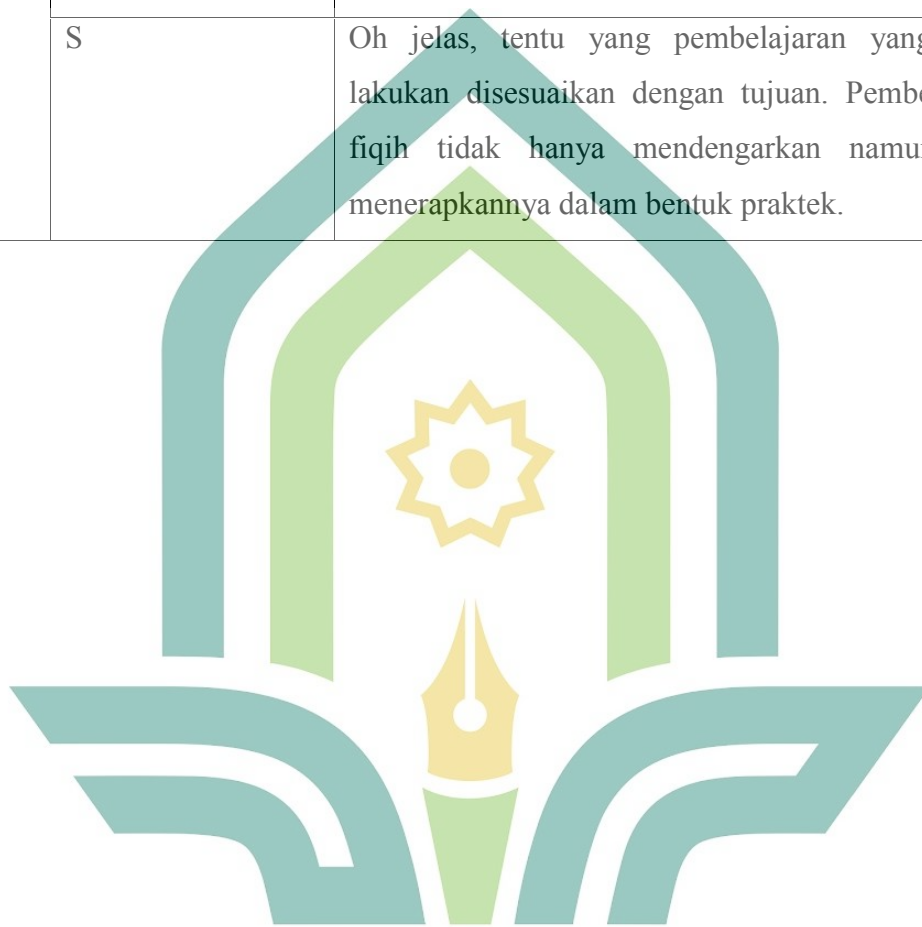 S
Oh jelas, tentu yang pembelajaran yang
lakukan disesuaikan dengan tujuan.
fiqih tidak hanya mendengarkan
menerapkannya dalam bentuk praktek.